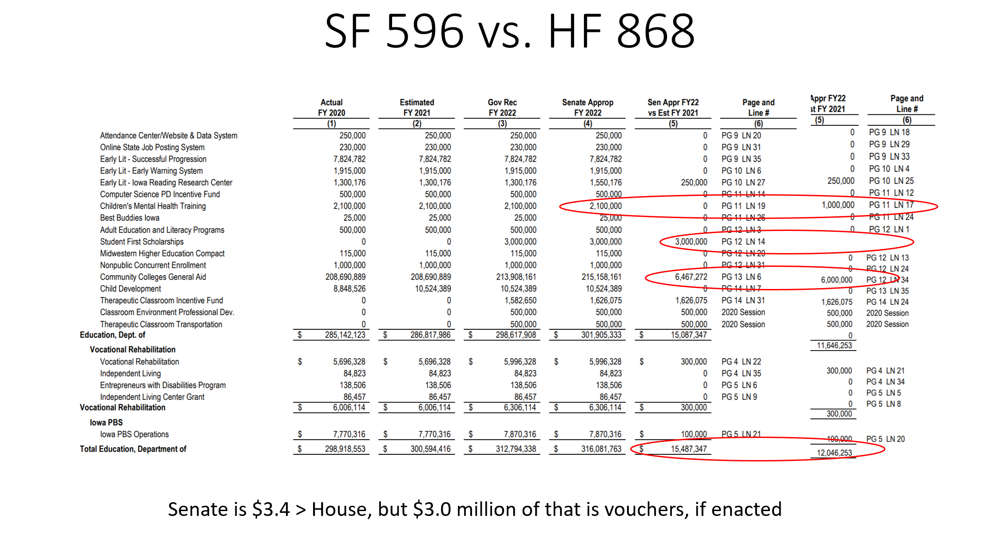 SF 596 vs. HF 868
Actual Estimated Gov Rec Senate Approp Sen Appr FY22 Page and Appr FY22 Page and
FY 2020 FY 2021 FY 2022 FY 2022 vs Est FY 2021 Line # st FY 2021 Line #
(1) (2) (3) (4) (5) (6) (5) (6)
Attendance Center/Website & Data System 250,000 250,000 250,000 250,000 0 PG 9 LN 20 0 PG 9 LN 18
Online State Job Posting System 230,000 230,000 230,000 230,000 0 PG 9 LN 31 0 PG 9 LN 29
Early Lit - Successful Progression 7,824,782 7,824,782 7,824,782 7,824,782 0 PG 9 LN 35 0 PG 9 LN 33
Early Lit - Early Warning System 1,915,000 1,915,000 1,915,000 1,915,000 0 PG 10 LN 6 0 PG 10 LN 4
Early Lit - Iowa Reading Research Center 1,300,176 1,300,176 1,300,176 1,550,176 250,000 PG 10 LN 27 250,000 PG 10 LN 25
Computer Science PD Incentive Fund 500,000 500,000 500,000 500,000 0 PG 11 LN 14 0 PG 11 LN 12
Children's Mental Health Training 2,100,000 2,100,000 2,100,000 2,100,000 0 PG 11 LN 19 1,000,000 PG 11 LN 17
Best Buddies Iowa 25,000 25,000 25,000 25,000 0 PG 11 LN 26 0 PG 11 LN 24
Adult Education and Literacy Programs 500,000 500,000 500,000 500,000 0 PG 12 LN 3 0 PG 12 LN 1
Student First Scholarships 0 0 3,000,000 3,000,000 3,000,000 PG 12 LN 14
Midwestern Higher Education Compact 115,000 115,000 115,000 115,000 0 PG 12 LN 20 0 PG 12 LN 13
Nonpublic Concurrent Enrollment 1,000,000 1,000,000 1,000,000 1,000,000 0 PG 12 LN 31 0 PG 12 LN 24
Community Colleges General Aid 208,690,889 208,690,889 213,908,161 215,158,161 6,467,272 PG 13 LN 6 6,000,000 PG 12 LN 34
Child Development 8,848,526 10,524,389 10,524,389 10,524,389 0 PG 14 LN 7 0 PG 13 LN 35
Therapeutic Classroom Incentive Fund 0 0 1,582,650 1,626,075 1,626,075 PG 14 LN 31 1,626,075 PG 14 LN 24
Classroom Environment Professional Dev. 0 0 500,000 500,000 500,000 2020 Session 500,000 2020 Session
Therapeutic Classroom Transportation 0 0 500,000 500,000 500,000 2020 Session 500,000 2020 Session
Education, Dept. of $ 285,142,123 $ 286,817,986 $ 298,617,908 $ 301,905,333 $ 15,087,347 0
11,646,253
Vocational Rehabilitation
Vocational Rehabilitation $ 5,696,328 $ 5,696,328 $ 5,996,328 $ 5,996,328 $ 300,000 PG 4 LN 22 300,000 PG 4 LN 21
Independent Living 84,823 84,823 84,823 84,823 0 PG 4 LN 35 0 PG 4 LN 34
Entrepreneurs with Disabilities Program 138,506 138,506 138,506 138,506 0 PG 5 LN 6 0 PG 5 LN 5
Independent Living Center Grant 86,457 86,457 86,457 86,457 0 PG 5 LN 9 0 PG 5 LN 8
Vocational Rehabilitation $ 6,006,114 $ 6,006,114 $ 6,306,114 $ 6,306,114 $ 300,000 300,000
Iowa PBS
Iowa PBS Operations $ 7,770,316 $ 7,770,316 $ 7,870,316 $ 7,870,316 $ 100,000 PG 5 LN 21 100,000 PG 5 LN 20
Total Education, Department of $ 298,918,553 $ 300,594,416 $ 312,794,338 $ 316,081,763 $ 15,487,347 12,046,253
Senate is $3.4 > House, but $3.0 million of that is vouchers, if enacted